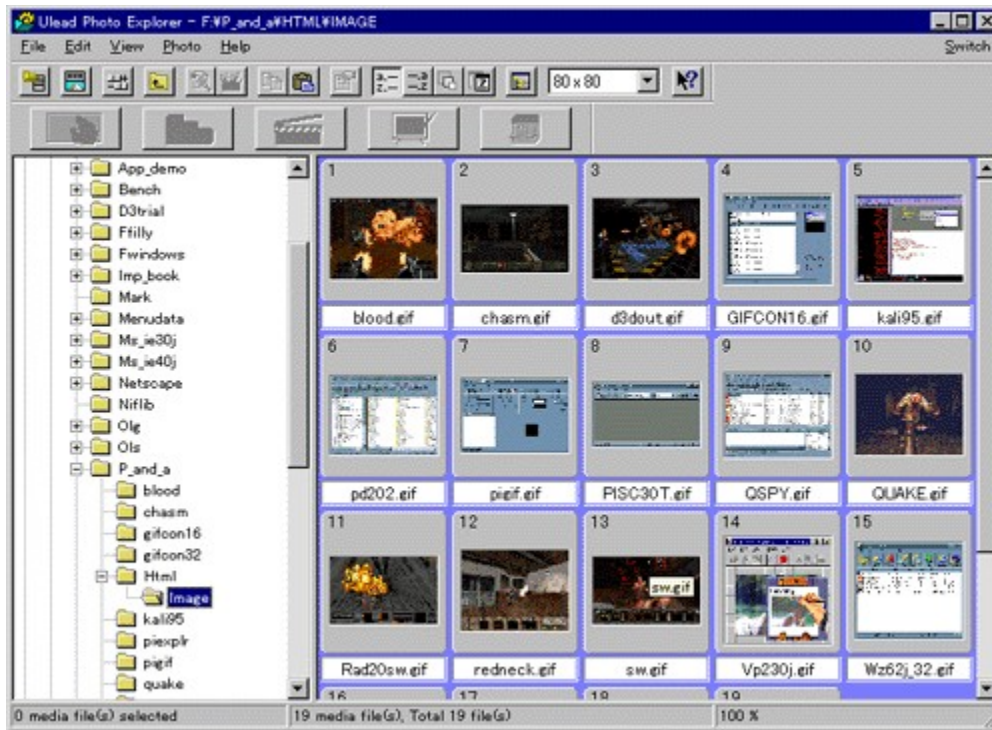 Ulead Photo Explorer - F:¥P_and_a¥HTML¥IMAGE
File Edit View Photo Help Switch
80 x 80
App_demo
Bench
D3trial
Ffilly
Fwindows
Imp_book
Mark
Menudata
Ms_ie30j
Ms_ie40j
Netscape
Niflib
Olg
Ols
P_and_a
blood
chasm
gifcon16
gifcon32
Html
Image
kali95
piexplr
pigif
quake
1 2 3 4 5
blood.gif chasm.gif d3dout.gif GIFCON16.gif kali95.gif
6 7 8 9 10
pd202.gif pigif.gif PISC30T.gif QSPY.gif QUAKE.gif
11 12 13 14 15
sw.gif
Rad20sw.gif redneck.gif sw.gif Vp230j.gif Wz62j_32.gif
16 17 18 19
0 media file(s) selected 19 media file(s), Total 19 file(s) 100 %